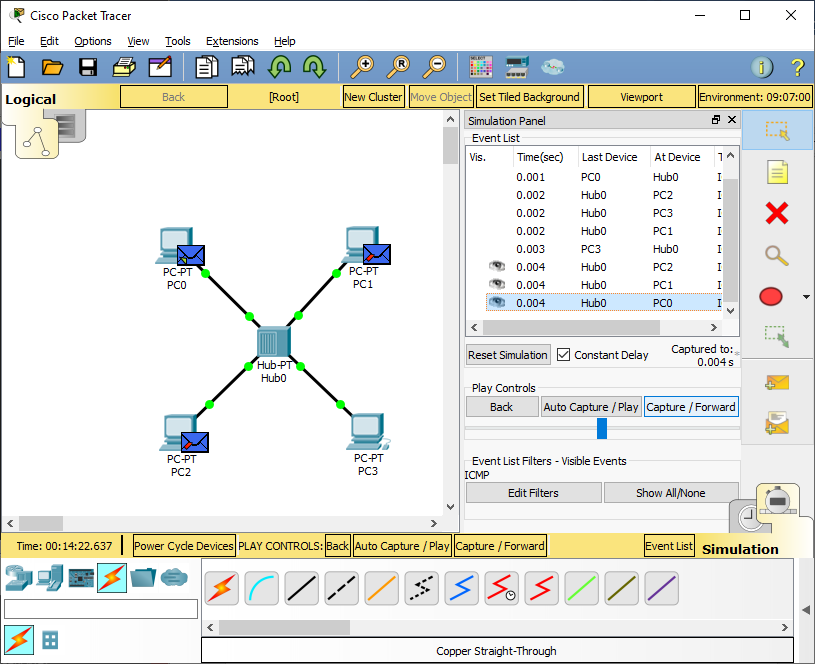 Cisco Packet Tracer
File Edit Options View Tools Extensions Help
Logical
Back
[Root]
New Cluster
Move Object
Set Tiled Background
Viewport
Environment: 09:07:00
PC-PT
PC0
PC-PT
PC1
Hub-PT
Hub0
PC-PT
PC2
PC-PT
PC3
Simulation Panel
Event List
Vis. Time(sec) Last Device At Device
0.001 PC0 Hub0 I
0.002 Hub0 PC2 I
0.002 Hub0 PC3 I
0.002 Hub0 PC1 I
0.003 PC3 Hub0 I
0.004 Hub0 PC2 I
0.004 Hub0 PC1 I
0.004 Hub0 PC0 I
Reset Simulation
Constant Delay
Captured to:
0.004 s
Play Controls
Back
Auto Capture / Play
Capture / Forward
Event List Filters - Visible Events
ICMP
Edit Filters
Show All/None
Time: 00:14:22.637
Power Cycle Devices
PLAY CONTROLS:
Back
Auto Capture / Play
Capture / Forward
Event List
Simulation
Copper Straight-Through